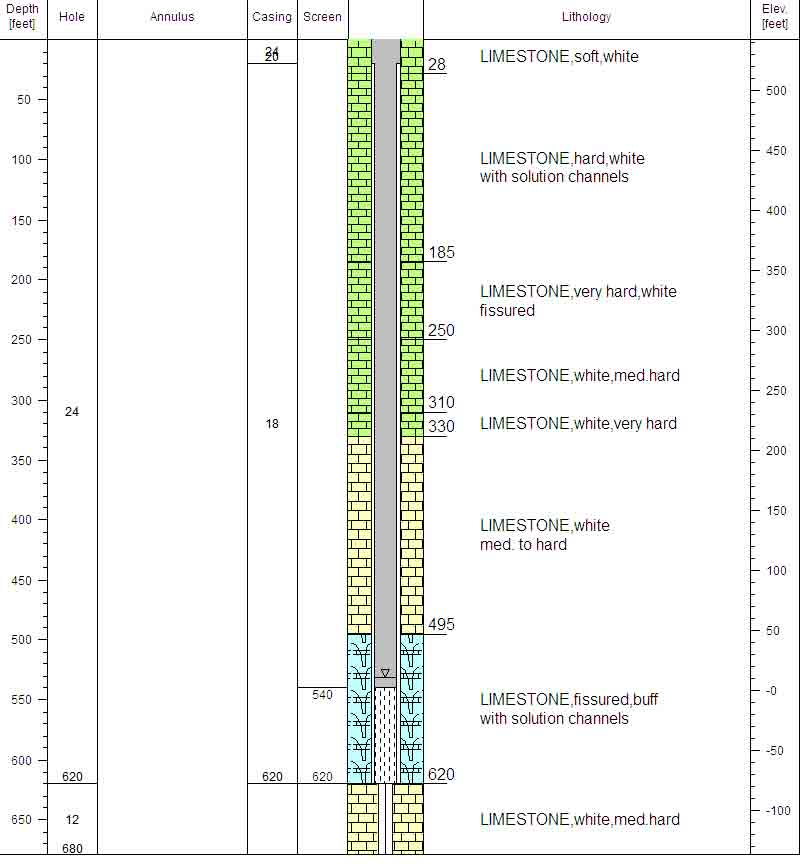 Depth
[feet]
Hole
Annulus
Casing
Screen
Lithology
Elev.
[feet]
24
20
28
LIMESTONE,soft,white
50
500
100
LIMESTONE,hard,white
with solution channels
450
150
400
185
200
350
LIMESTONE,very hard,white
fissured
250
250
300
LIMESTONE,white,med.hard
300
310
250
24
18
330
LIMESTONE,white,very hard
350
200
400
150
LIMESTONE,white
med. to hard
450
100
500
495
50
540
-0
550
LIMESTONE,fissured,buff
with solution channels
600
-50
620
620
620
620
650
12
LIMESTONE,white,med.hard
-100
680